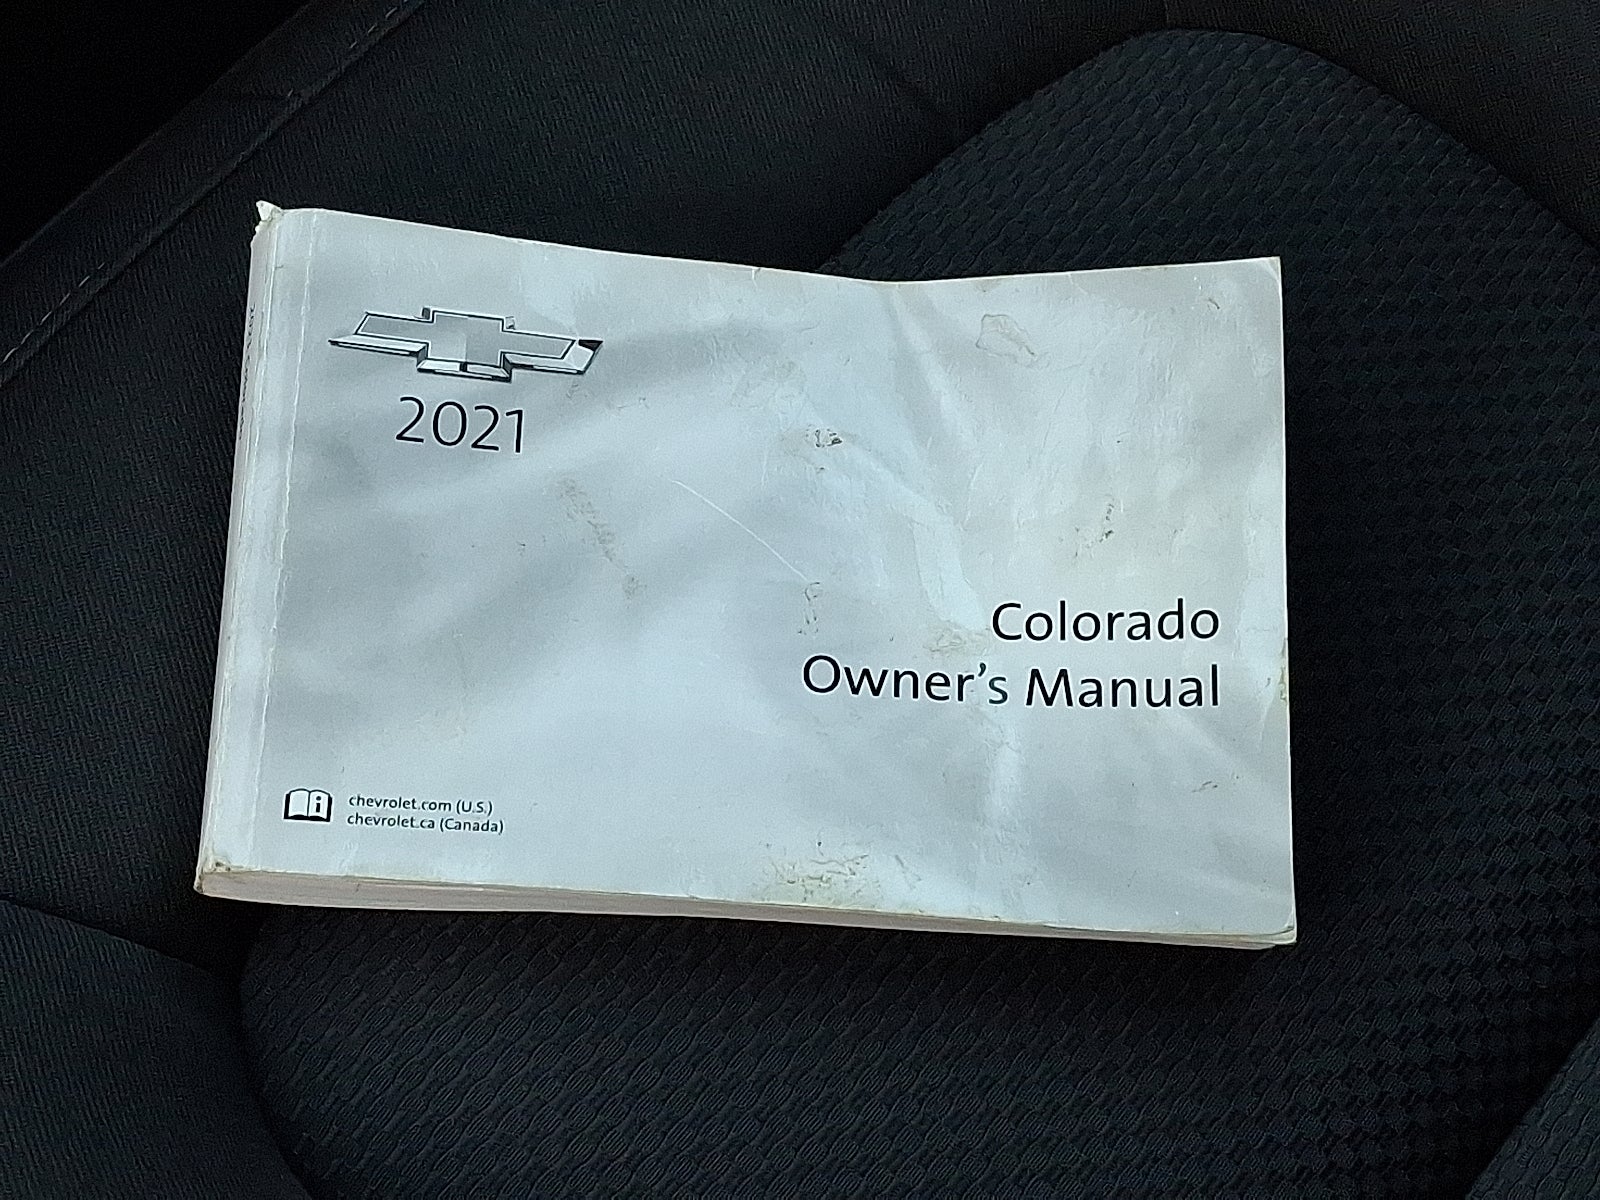 2021
Colorado
Owner's Manual
chevrolet.com (U.S.)
chevrolet.ca (Canada)